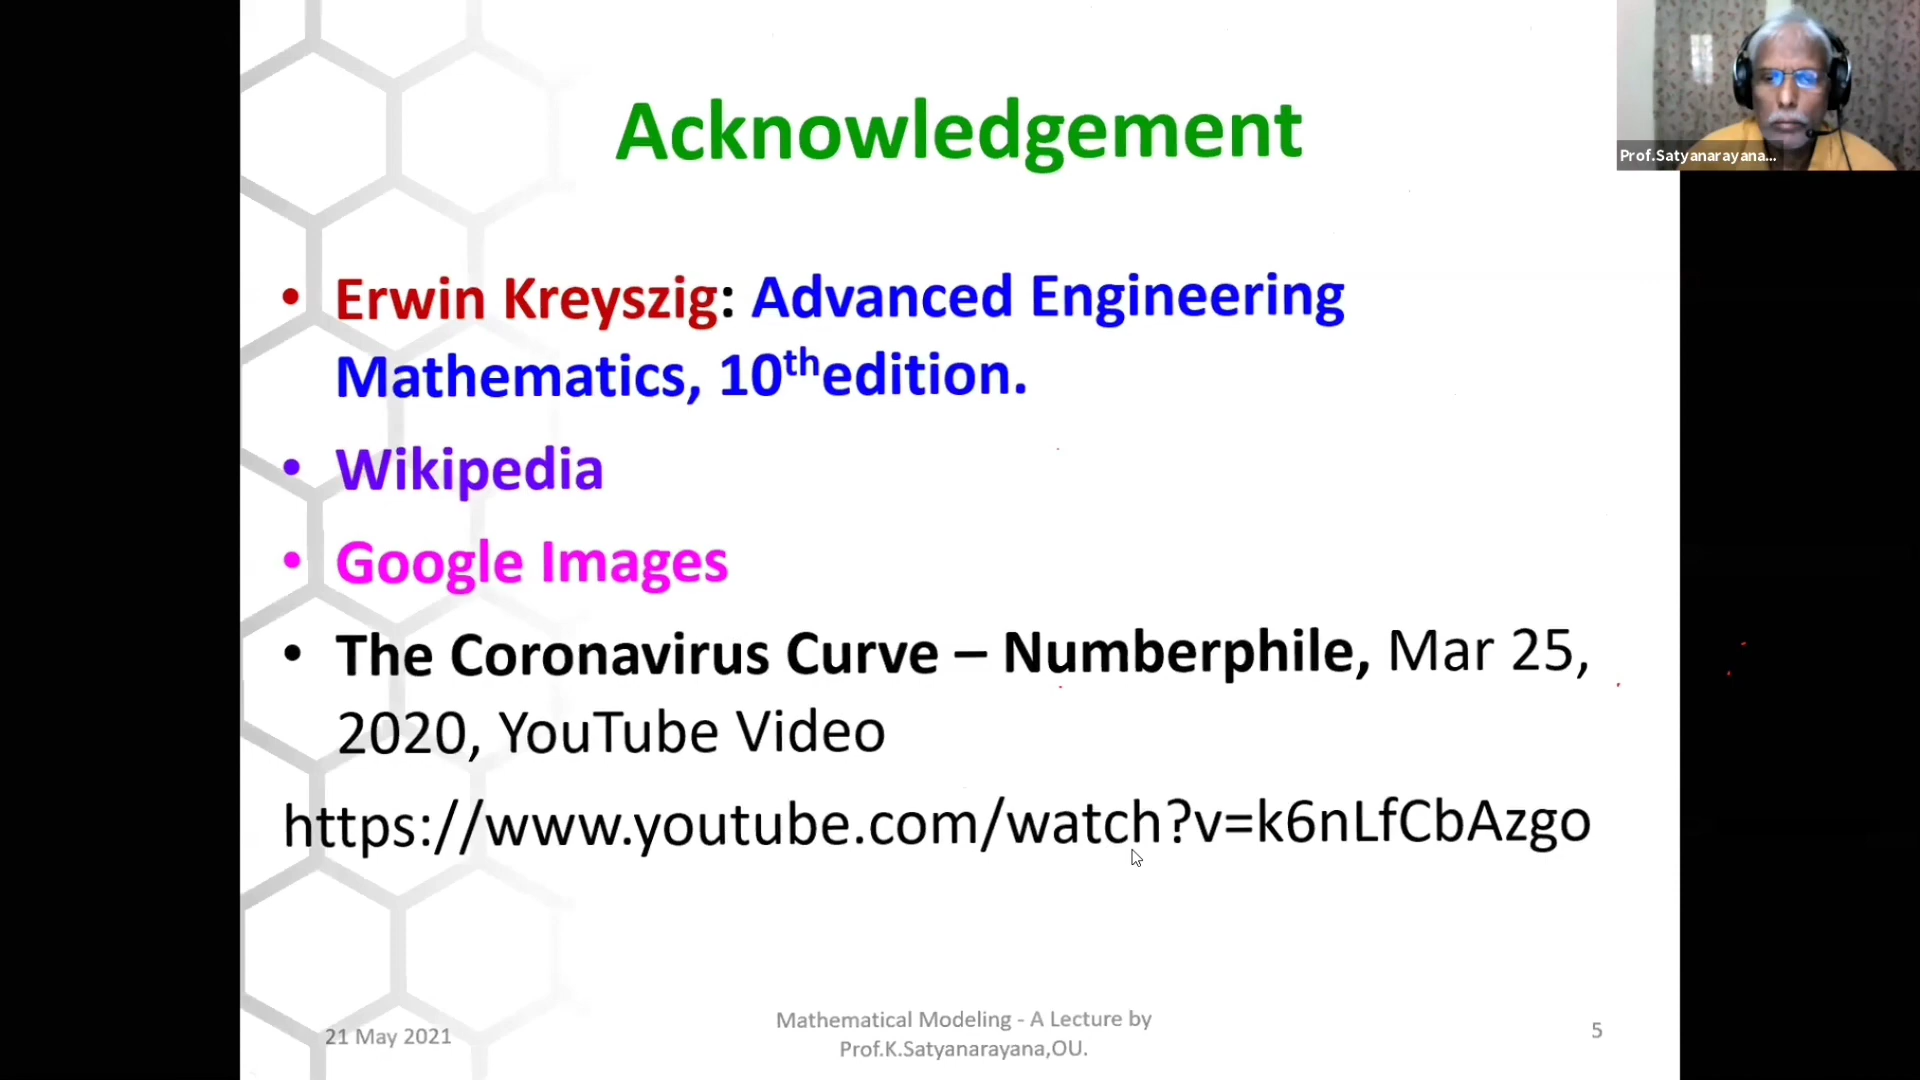 Acknowledgement
Prof.Satyanarayana...
• Erwin Kreyszig: Advanced Engineering
Mathematics, 10thedition.
• Wikipedia
• Google Images
• The Coronavirus Curve – Numberphile, Mar 25,
2020, YouTube Video
https://www.youtube.com/watch?v=k6nLfCbAzgo
21 May 2021
Mathematical Modeling - A Lecture by
Prof.K.Satyanarayana,OU.
5